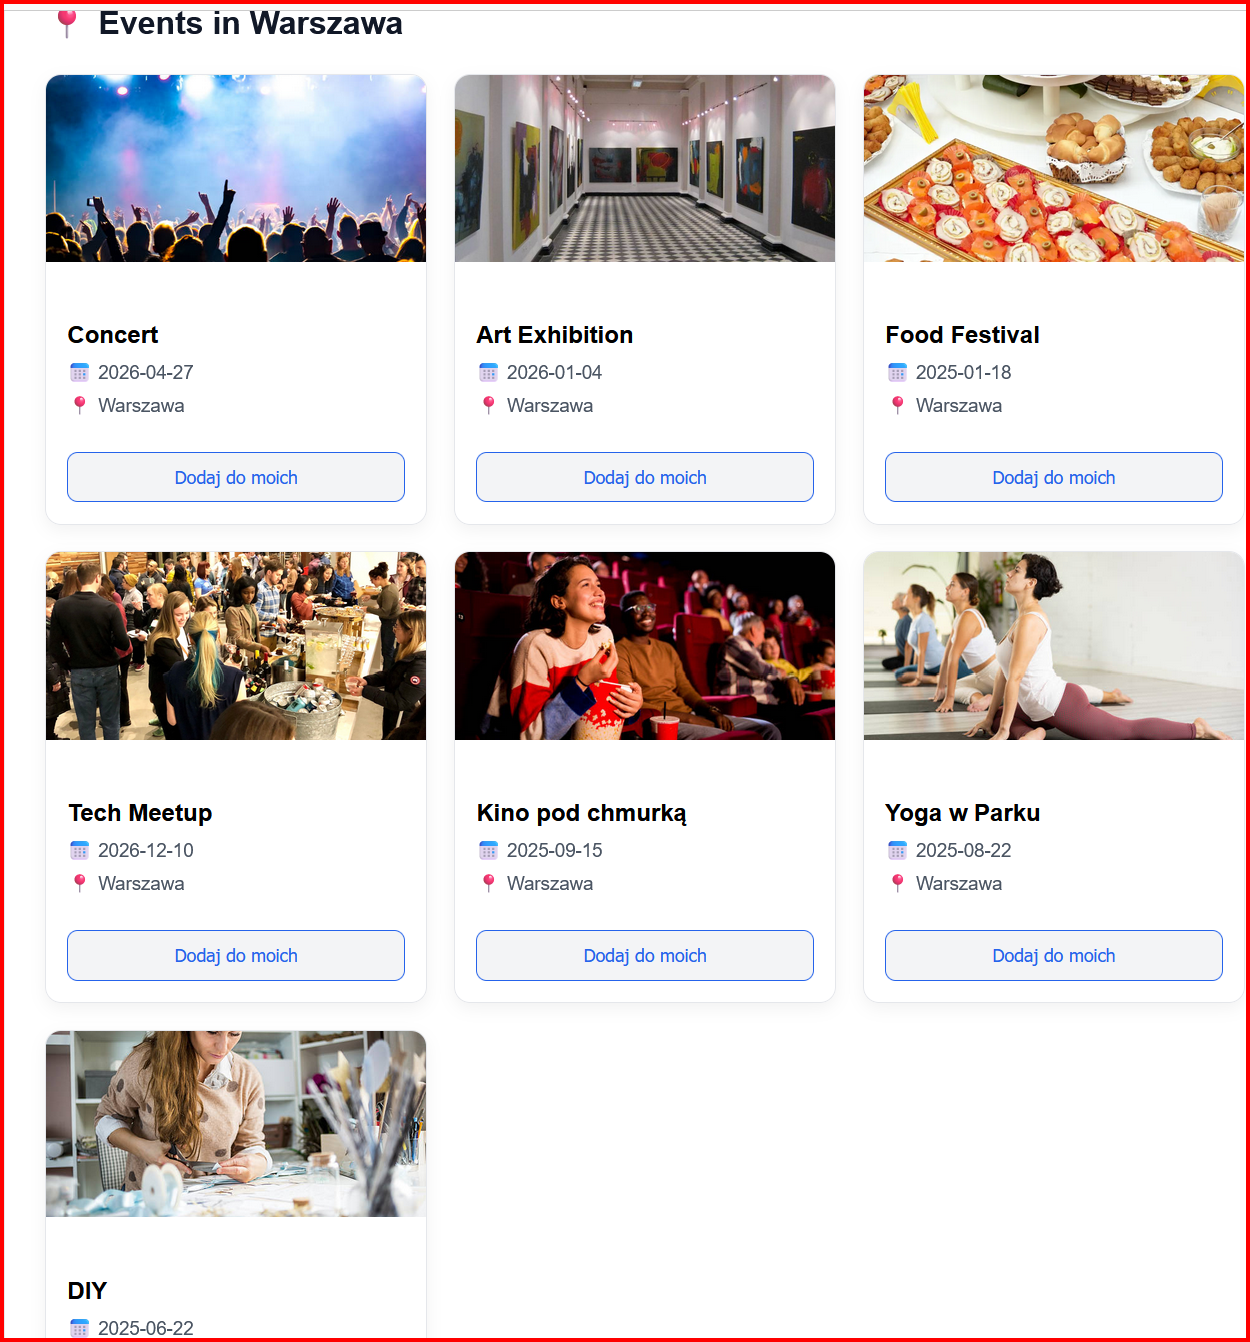 Events in Warszawa
Concert
2026-04-27
Warszawa
Dodaj do moich
Art Exhibition
2026-01-04
Warszawa
Dodaj do moich
Food Festival
2025-01-18
Warszawa
Dodaj do moich
Tech Meetup
2026-12-10
Warszawa
Dodaj do moich
Kino pod chmurką
2025-09-15
Warszawa
Dodaj do moich
Yoga w Parku
2025-08-22
Warszawa
Dodaj do moich
DIY
2025-06-22